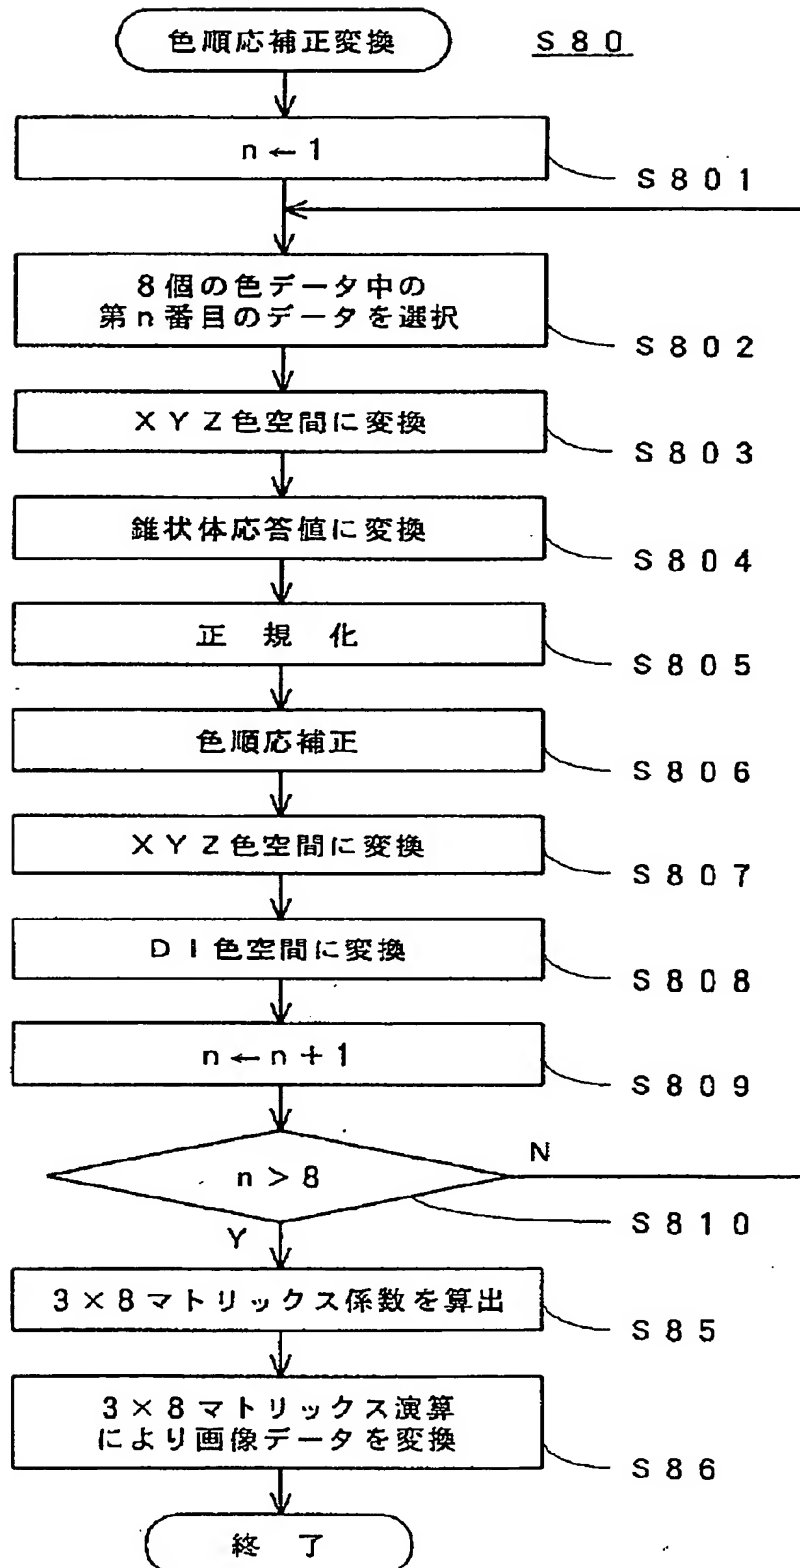 色順応補正変換
S80
n←1
S801
8個の色データ中の
第n番目のデータを選択
S802
XYZ色空間に変換
S803
錐状体応答値に変換
S804
正規化
S805
色順応補正
S806
XYZ色空間に変換
S807
DI色空間に変換
S808
n←n+1
S809
n>8
N
S810
Y
3×8マトリックス係数を算出
S85
3×8マトリックス演算
により画像データを変換
S86
終了